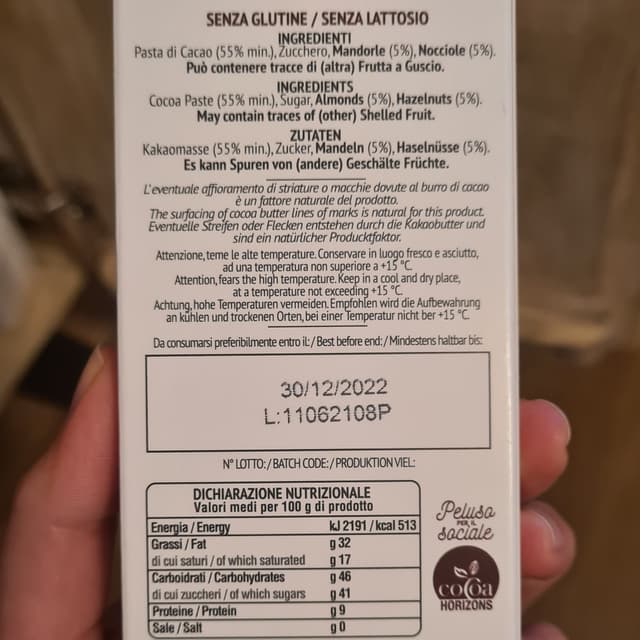 SENZA GLUTINE / SENZA LATTOSIO
INGREDIENTI
Pasta di Cacao (55% min.), Zucchero, Mandorle (5%), Nocciole (5%).
Può contenere tracce di (altra) Frutta a Guscio.
INGREDIENTS
Cocoa Paste (55% min.), Sugar, Almonds (5%), Hazelnuts (5%).
May contain traces of (other) Shelled Fruit.
ZUTATEN
Kakaomasse (55% min.), Zucker, Mandeln (5%), Haselnüsse (5%).
Es kann Spuren von (andere) Geschälte Früchte.
L'eventuale affioramento di striature o macchie dovute al burro di cacao
è un fattore naturale del prodotto.
The surfacing of cocoa butter lines of marks is natural for this product.
Eventuelle Streifen oder Flecken entstehen durch die Kakaobutter und
sind ein natürlicher Producktfaktor.
Attenzione, teme le alte temperature. Conservare in luogo fresco e asciutto,
ad una temperatura non superiore a +15 °C.
Attention, fears the high temperature. Keep in a cool and dry place,
at a temperature not exceeding +15 °C.
Achtung, hohe Temperaturen vermeiden. Empfohlen wird die Aufbewahrung
an kühlen und trockenen Orten, bei einer Temperatur nicht ber +15 °C.
Da consumarsi preferibilmente entro il: / Best before end: / Mindestens haltbar bis:
30/12/2022
L:11062108P
N° LOTTO: / BATCH CODE: / PRODUKTION VIEL:
DICHIARAZIONE NUTRIZIONALE
Valori medi per 100 g di prodotto
Energia / Energy kJ 2191 / kcal 513
Grassi / Fat g 32
di cui saturi / of which saturated g 17
Carboidrati / Carbohydrates g 46
di cui zuccheri / of which sugars g 41
Proteine / Protein g 9
Sale / Salt g 0
Peluso
PER IL
sociale
cocoa
HORIZONS